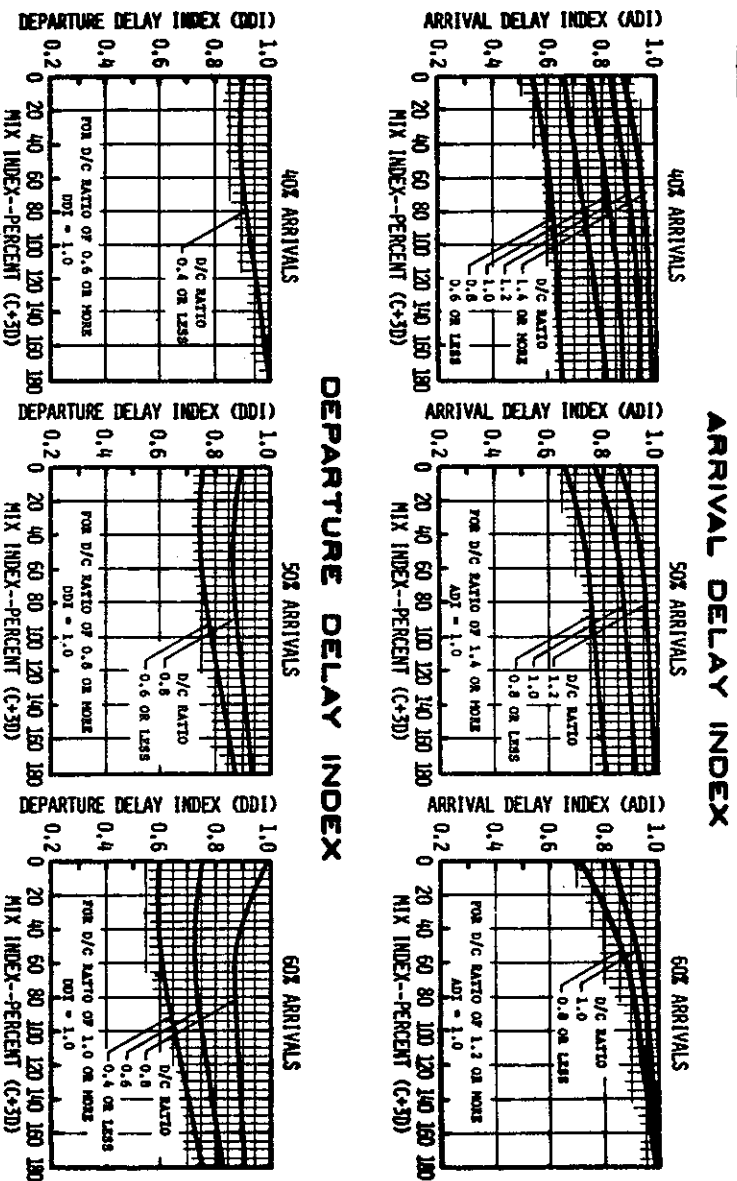 ARRIVAL DELAY INDEX
40% ARRIVALS
ARRIVAL DELAY INDEX (ADI)
1.0
0.8
0.6
0.4
0.2
D/C RATIO
1.4 OR MORE
1.2
1.0
0.8
0.6 OR LESS
0 20 40 60 80 100 120 140 160 180
MIX INDEX--PERCENT (C+3D)
50% ARRIVALS
ARRIVAL DELAY INDEX (ADI)
1.0
0.8
0.6
0.4
0.2
D/C RATIO
1.2
1.0
0.8 OR LESS
FOR D/C RATIO OF 1.4 OR MORE
ADI = 1.0
0 20 40 60 80 100 120 140 160 180
MIX INDEX--PERCENT (C+3D)
60% ARRIVALS
ARRIVAL DELAY INDEX (ADI)
1.0
0.8
0.6
0.4
0.2
D/C RATIO
1.0
0.8 OR LESS
FOR D/C RATIO OF 1.2 OR MORE
ADI = 1.0
0 20 40 60 80 100 120 140 160 180
MIX INDEX--PERCENT (C+3D)
DEPARTURE DELAY INDEX
40% ARRIVALS
DEPARTURE DELAY INDEX (DDI)
1.0
0.8
0.6
0.4
0.2
D/C RATIO
0.4 OR LESS
FOR D/C RATIO OF 0.6 OR MORE
DDI = 1.0
0 20 40 60 80 100 120 140 160 180
MIX INDEX--PERCENT (C+3D)
50% ARRIVALS
DEPARTURE DELAY INDEX (DDI)
1.0
0.8
0.6
0.4
0.2
D/C RATIO
0.8
0.6 OR LESS
FOR D/C RATIO OF 0.8 OR MORE
DDI = 1.0
0 20 40 60 80 100 120 140 160 180
MIX INDEX--PERCENT (C+3D)
60% ARRIVALS
DEPARTURE DELAY INDEX (DDI)
1.0
0.8
0.6
0.4
0.2
D/C RATIO
0.8
0.6
0.4 OR LESS
FOR D/C RATIO OF 1.0 OR MORE
DDI = 1.0
0 20 40 60 80 100 120 140 160 180
MIX INDEX--PERCENT (C+3D)